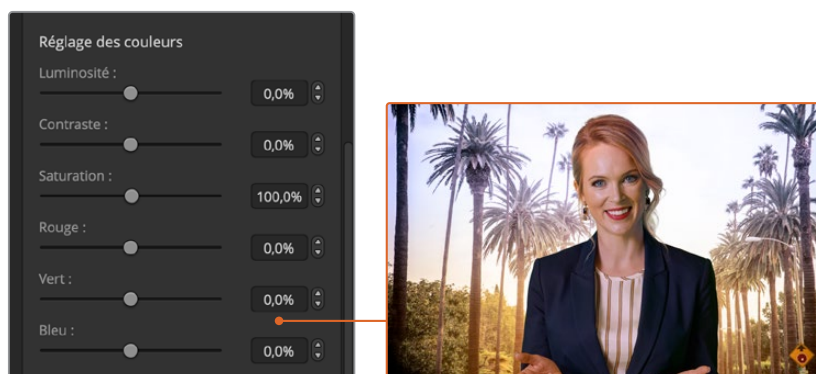 Réglage des couleurs
Luminosité :
0,0%
Contraste :
0,0%
Saturation :
100,0%
Rouge :
0,0%
Vert :
0,0%
Bleu :
0,0%